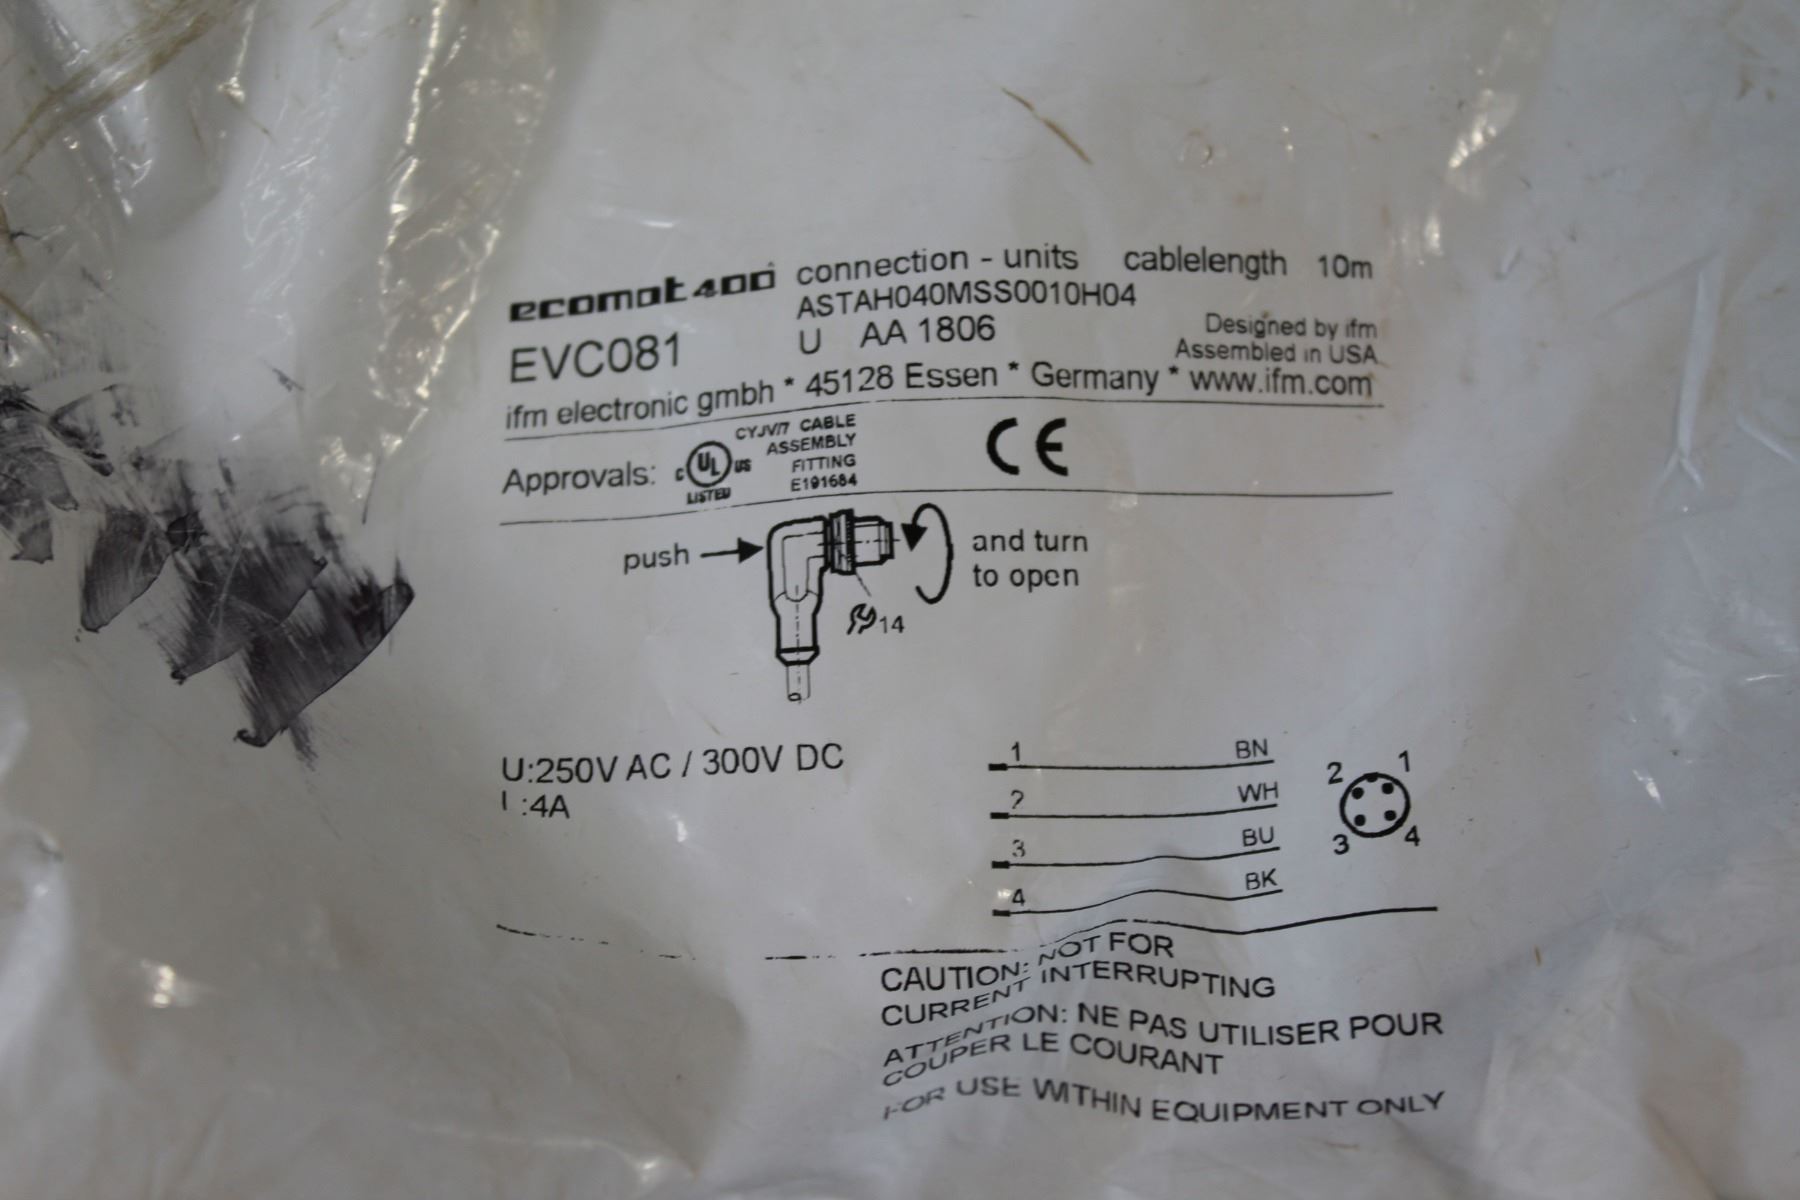 ecomat400 connection - units cablelength 10m
ASTAH040MSS0010H04
EVC081 U AA 1806 Designed by ifm
Assembled in USA
ifm electronic gmbh * 45128 Essen * Germany * www.ifm.com
Approvals: C UL US LISTED CYJV/7 CABLE
ASSEMBLY
FITTING
E191684
CE
push and turn
to open
14
U:250V AC / 300V DC
I :4A
1 BN
2 WH
3 BU
4 BK
2 1
3 4
CAUTION: NOT FOR
CURRENT INTERRUPTING
ATTENTION: NE PAS UTILISER POUR
COUPER LE COURANT
FOR USE WITHIN EQUIPMENT ONLY